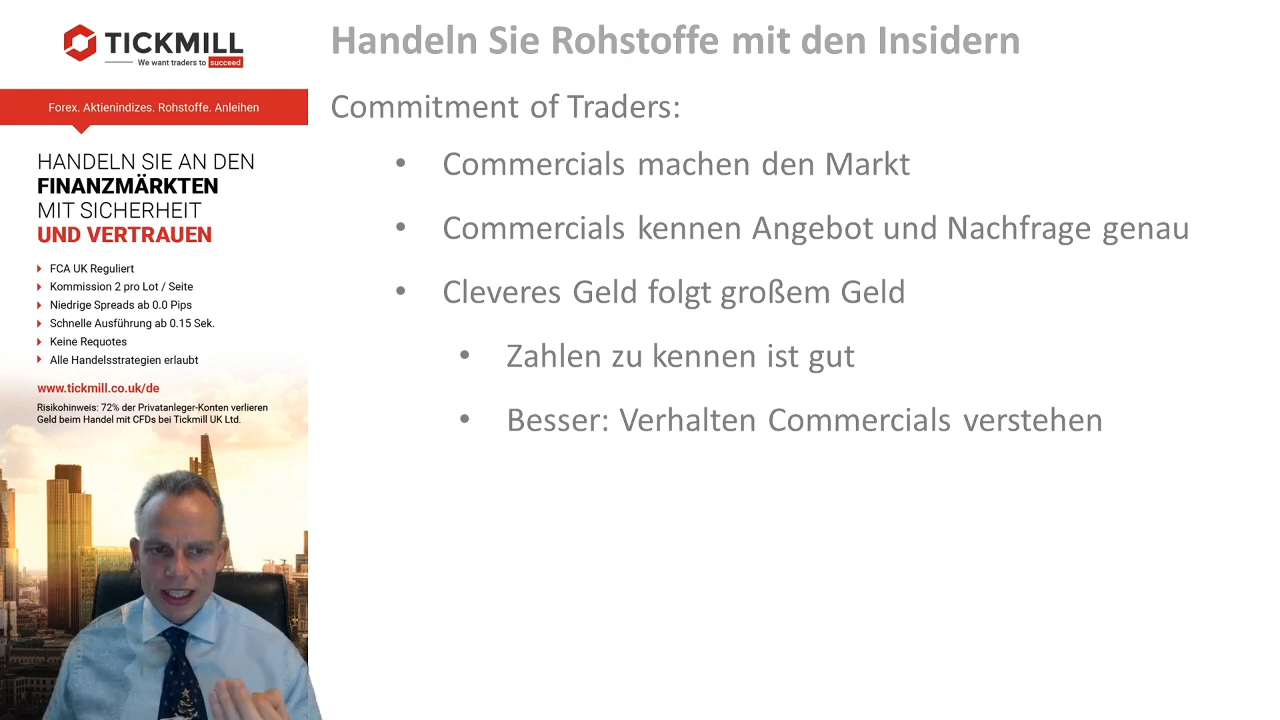 TICKMILL
We want traders to succeed
Forex. Aktienindizes. Rohstoffe. Anleihen
HANDELN SIE AN DEN
FINANZMÄRKTEN
MIT SICHERHEIT
UND VERTRAUEN
FCA UK Reguliert
Kommission 2 pro Lot / Seite
Niedrige Spreads ab 0.0 Pips
Schnelle Ausführung ab 0.15 Sek.
Keine Requotes
Alle Handelsstrategien erlaubt
www.tickmill.co.uk/de
Risikohinweis: 72% der Privatanleger-Konten verlieren
Geld beim Handel mit CFDs bei Tickmill UK Ltd.
Handeln Sie Rohstoffe mit den Insidern
Commitment of Traders:
• Commercials machen den Markt
• Commercials kennen Angebot und Nachfrage genau
• Cleveres Geld folgt großem Geld
• Zahlen zu kennen ist gut
• Besser: Verhalten Commercials verstehen